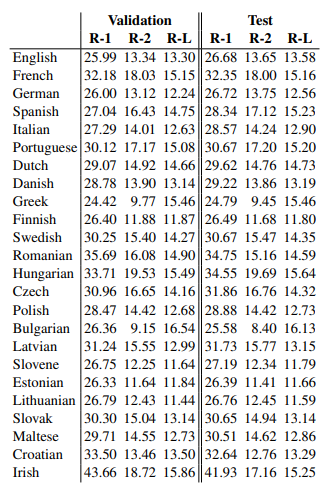 Validation Test
R-1 R-2 R-L R-1 R-2 R-L
English 25.99 13.34 13.30 26.68 13.65 13.58
French 32.18 18.03 15.15 32.35 18.00 15.16
German 26.00 13.12 12.24 26.72 13.75 12.56
Spanish 27.04 16.43 14.75 28.34 17.12 15.23
Italian 27.29 14.01 12.63 28.57 14.24 12.90
Portuguese 30.12 17.17 15.08 30.67 17.20 15.20
Dutch 29.07 14.92 14.66 29.62 14.76 14.73
Danish 28.78 13.90 13.14 29.22 13.86 13.19
Greek 24.42 9.77 15.46 24.79 9.45 15.46
Finnish 26.40 11.88 11.87 26.49 11.68 11.80
Swedish 30.25 15.40 14.27 30.67 15.47 14.35
Romanian 35.69 16.08 14.90 34.75 15.16 14.59
Hungarian 33.71 19.53 15.49 34.55 19.69 15.64
Czech 30.96 16.65 14.16 31.86 16.76 14.32
Polish 28.47 14.42 12.68 28.88 14.42 12.73
Bulgarian 26.36 9.15 16.54 25.58 8.40 16.13
Latvian 31.24 15.55 12.99 31.73 15.77 13.15
Slovene 26.75 12.25 11.64 27.19 12.34 11.79
Estonian 26.33 11.64 11.84 26.39 11.41 11.66
Lithuanian 26.79 12.43 11.44 26.76 12.45 11.59
Slovak 30.30 15.04 13.14 30.65 14.94 13.14
Maltese 29.71 14.55 12.73 30.51 14.62 12.86
Croatian 33.50 13.46 13.50 32.64 12.76 13.29
Irish 43.66 18.72 15.86 41.93 17.16 15.25